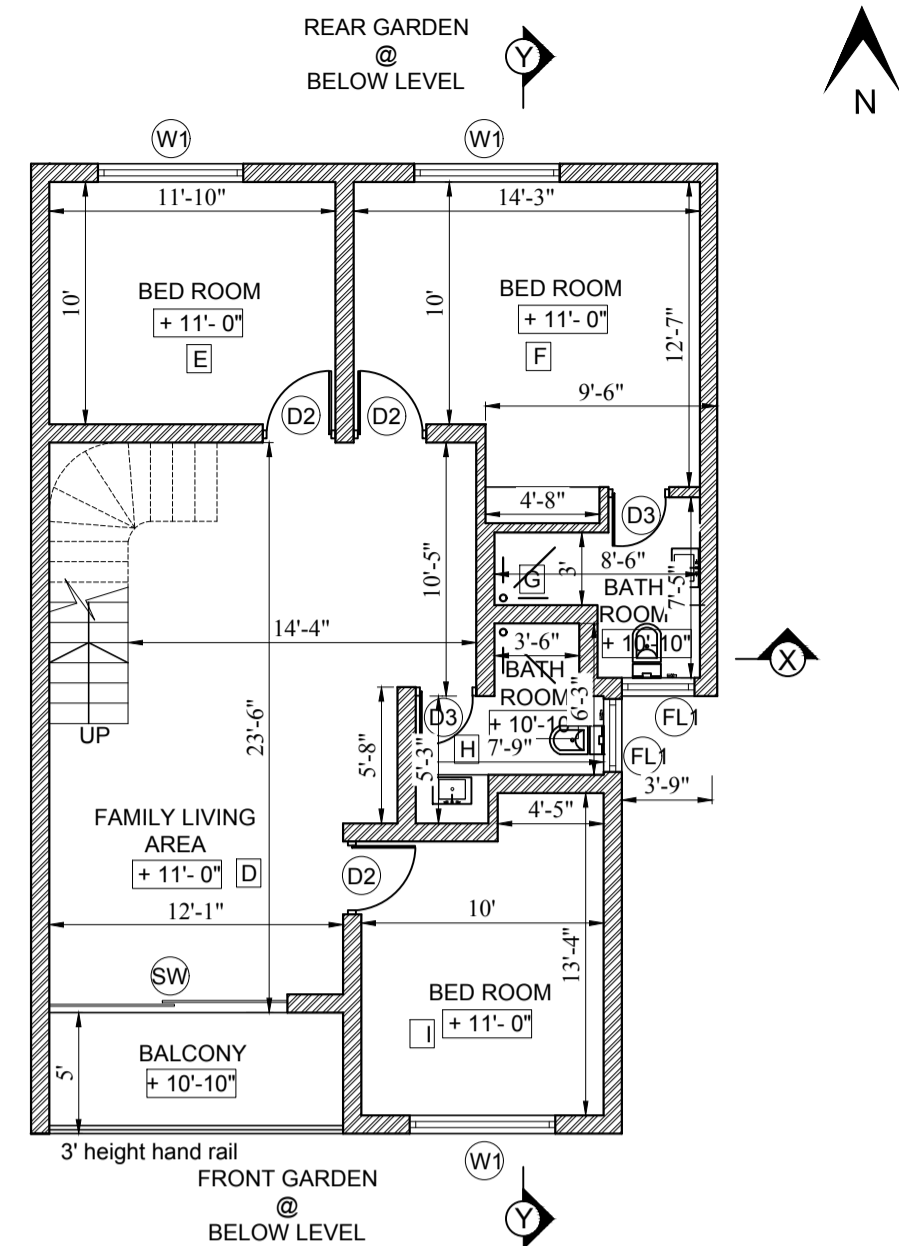 REAR GARDEN
@
BELOW LEVEL
Y
N
W1
W1
11'-10"
14'-3"
10'
BED ROOM
+ 11'- 0"
E
10'
BED ROOM
+ 11'- 0"
F
12'-7"
9'-6"
D2
D2
4'-8"
D3
10'-5"
G
3'
8'-6"
BATH
ROOM
+ 10'-10"
7'-5"
14'-4"
3'-6"
BATH
ROOM
+ 10'-10
6'-3"
X
UP
23'-6"
5'-8"
D3
5'-3"
H
7'-9"
FL1
FL1
3'-9"
FAMILY LIVING
AREA
+ 11'- 0"
D
4'-5"
D2
12'-1"
10'
13'-4"
SW
BED ROOM
+ 11'- 0"
I
5'
BALCONY
+ 10'-10"
3' height hand rail
W1
FRONT GARDEN
@
BELOW LEVEL
Y